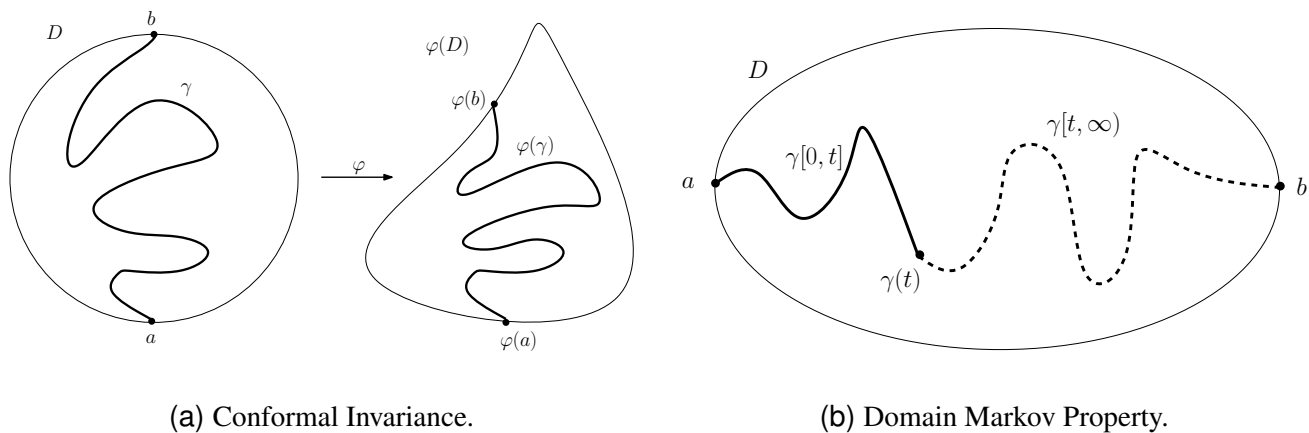 D
b
γ
a
φ
φ(D)
φ(b)
φ(γ)
φ(a)
(a) Conformal Invariance.
D
γ[0, t]
γ[t, ∞)
a
b
γ(t)
(b) Domain Markov Property.